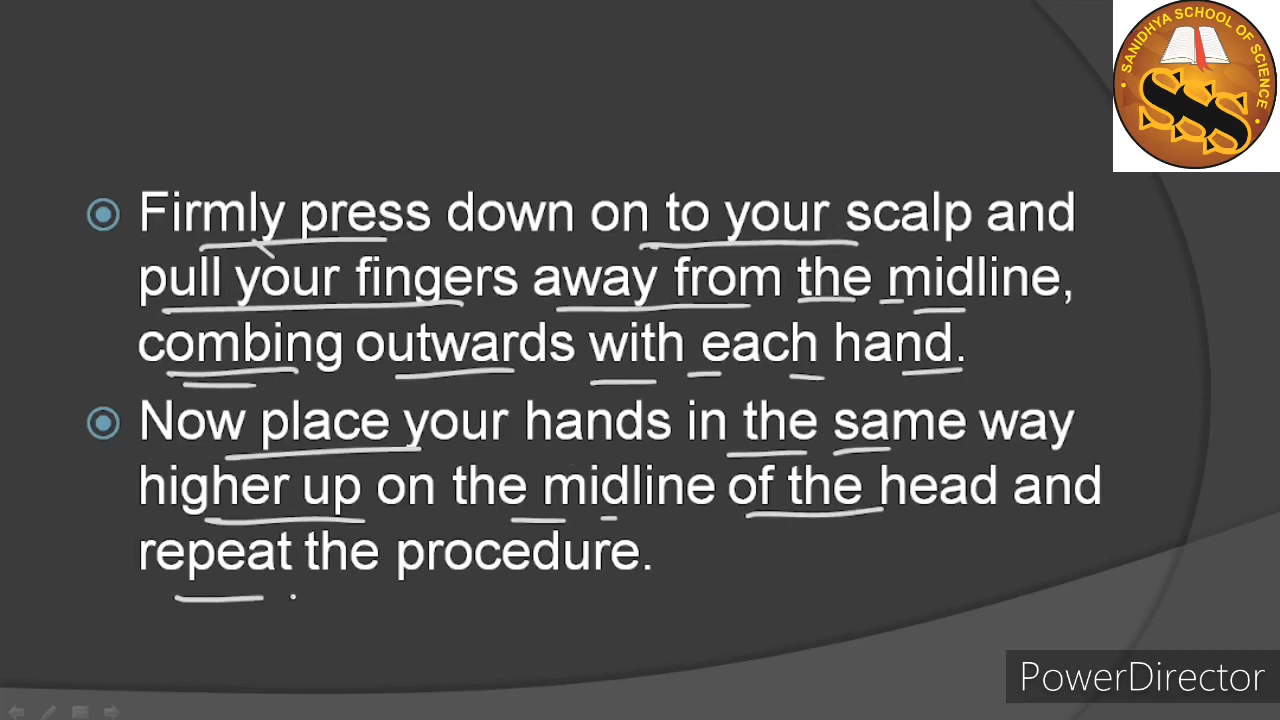 SANIDHYA SCHOOL OF SCIENCE
SSS
Firmly press down on to your scalp and
pull your fingers away from the midline,
combing outwards with each hand.
Now place your hands in the same way
higher up on the midline of the head and
repeat the procedure.
PowerDirector